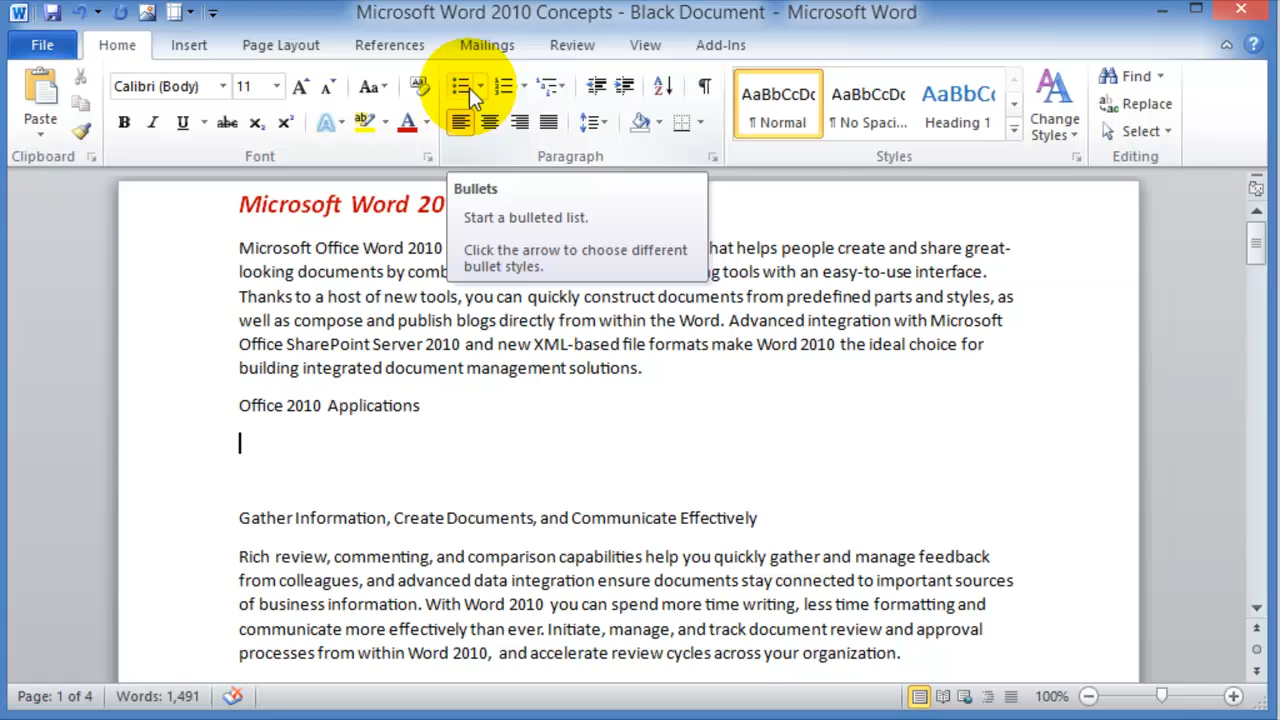 Microsoft Word 2010 Concepts - Black Document - Microsoft Word
File Home Insert Page Layout References Mailings Review View Add-Ins
Paste
Calibri (Body) 11
Aa
B I U abc X₂ X²
A A
AaBbCcDc AaBbCcDc AaBbC
¶ Normal ¶ No Spaci... Heading 1
Change
Styles
Find
Replace
Select
Clipboard Font Paragraph Styles Editing
Bullets
Start a bulleted list.
Click the arrow to choose different
bullet styles.
Microsoft Word 20
Microsoft Office Word 2010 hat helps people create and share great-
looking documents by comb ng tools with an easy-to-use interface.
Thanks to a host of new tools, you can quickly construct documents from predefined parts and styles, as
well as compose and publish blogs directly from within the Word. Advanced integration with Microsoft
Office SharePoint Server 2010 and new XML-based file formats make Word 2010 the ideal choice for
building integrated document management solutions.
Office 2010 Applications
Gather Information, Create Documents, and Communicate Effectively
Rich review, commenting, and comparison capabilities help you quickly gather and manage feedback
from colleagues, and advanced data integration ensure documents stay connected to important sources
of business information. With Word 2010 you can spend more time writing, less time formatting and
communicate more effectively than ever. Initiate, manage, and track document review and approval
processes from within Word 2010, and accelerate review cycles across your organization.
Page: 1 of 4 Words: 1,491 100%